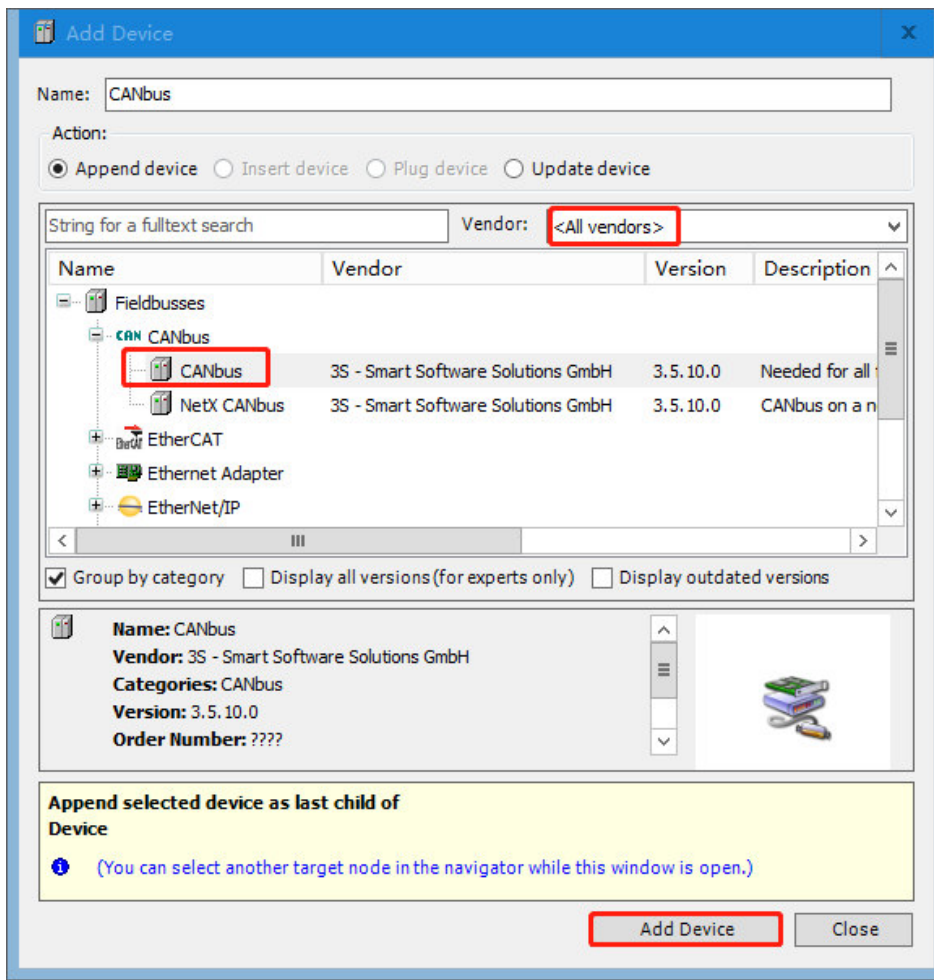 Add Device
x
Name: CANbus
Action:
Append device Insert device Plug device Update device
String for a fulltext search Vendor: <All vendors>
Name Vendor Version Description
Fieldbusses
CAN CANbus
CANbus 3S - Smart Software Solutions GmbH 3.5.10.0 Needed for all f
NetX CANbus 3S - Smart Software Solutions GmbH 3.5.10.0 CANbus on a n
EtherCAT
Ethernet Adapter
EtherNet/IP
Group by category Display all versions(for experts only) Display outdated versions
Name: CANbus
Vendor: 3S - Smart Software Solutions GmbH
Categories: CANbus
Version: 3.5.10.0
Order Number: ????
Append selected device as last child of
Device
(You can select another target node in the navigator while this window is open.)
Add Device Close